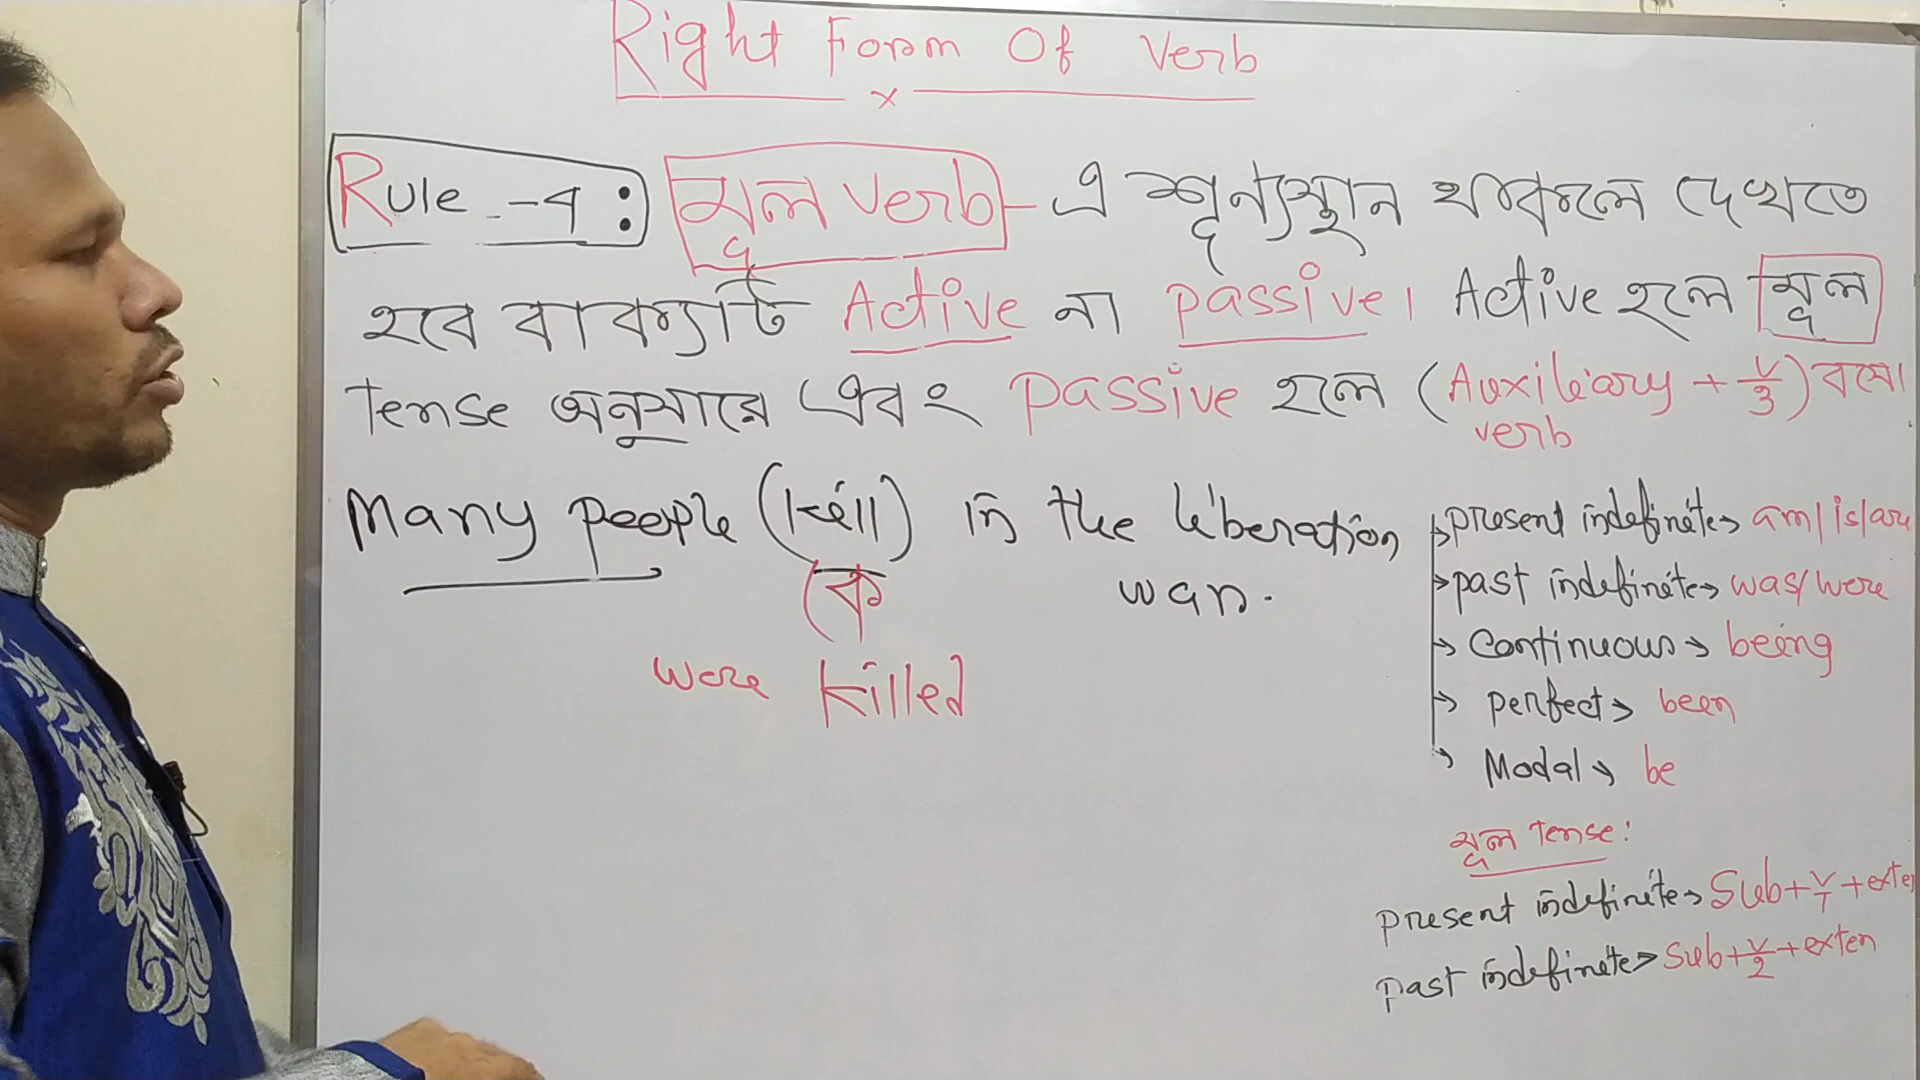 Right Form Of Verb
Rule -4: মূল verb-এ শূন্যস্থান থাকলে দেখতে
হবে বাক্যটি Active না passive। Active হলে মূল
Tense অনুসারে এবং passive হলে (Auxiliary verb + v/3) বসে।
Many people (kill) in the liberation
war.
(কে
were killed
present indefinite → am/is/are
past indefinite → was/were
Continuous → being
perfect → been
Modal → be
মূল Tense:
present indefinite → Sub + v/1 + exten
past indefinite → Sub + v/2 + exten